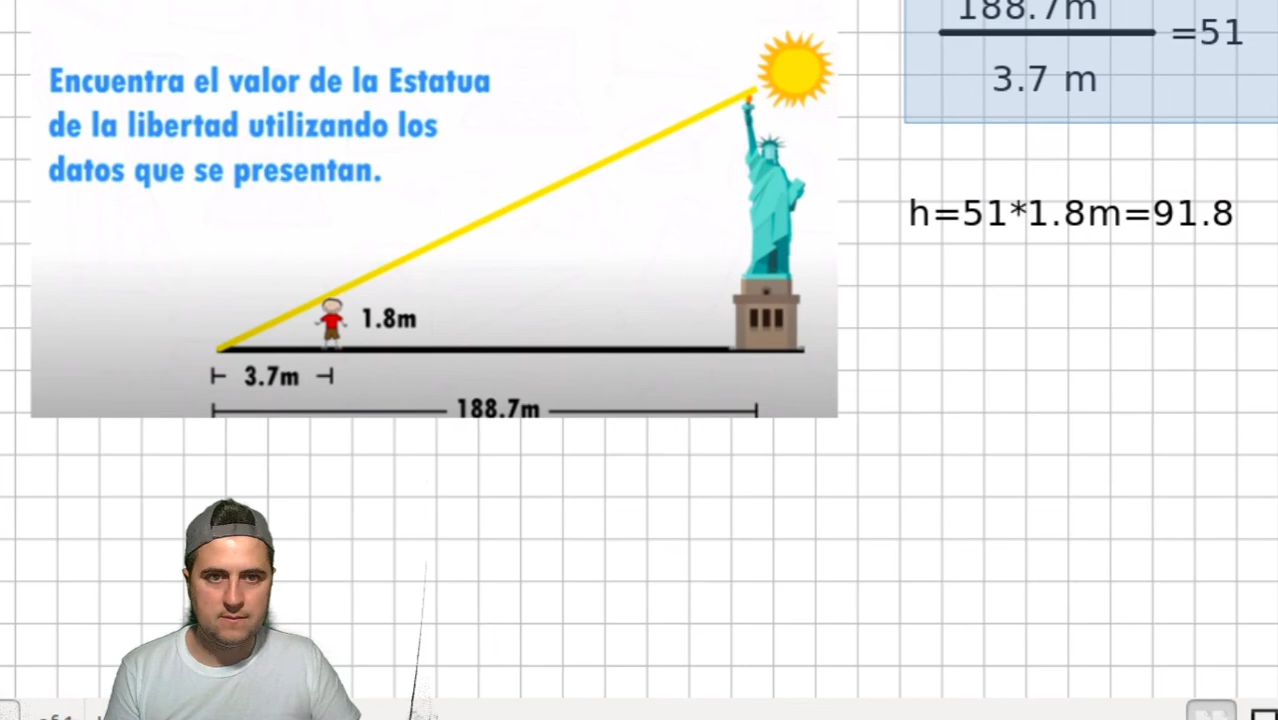 Encuentra el valor de la Estatua
de la libertad utilizando los
datos que se presentan.
1.8m
3.7m
188.7m
188.7m
=51
3.7 m
h=51*1.8m=91.8